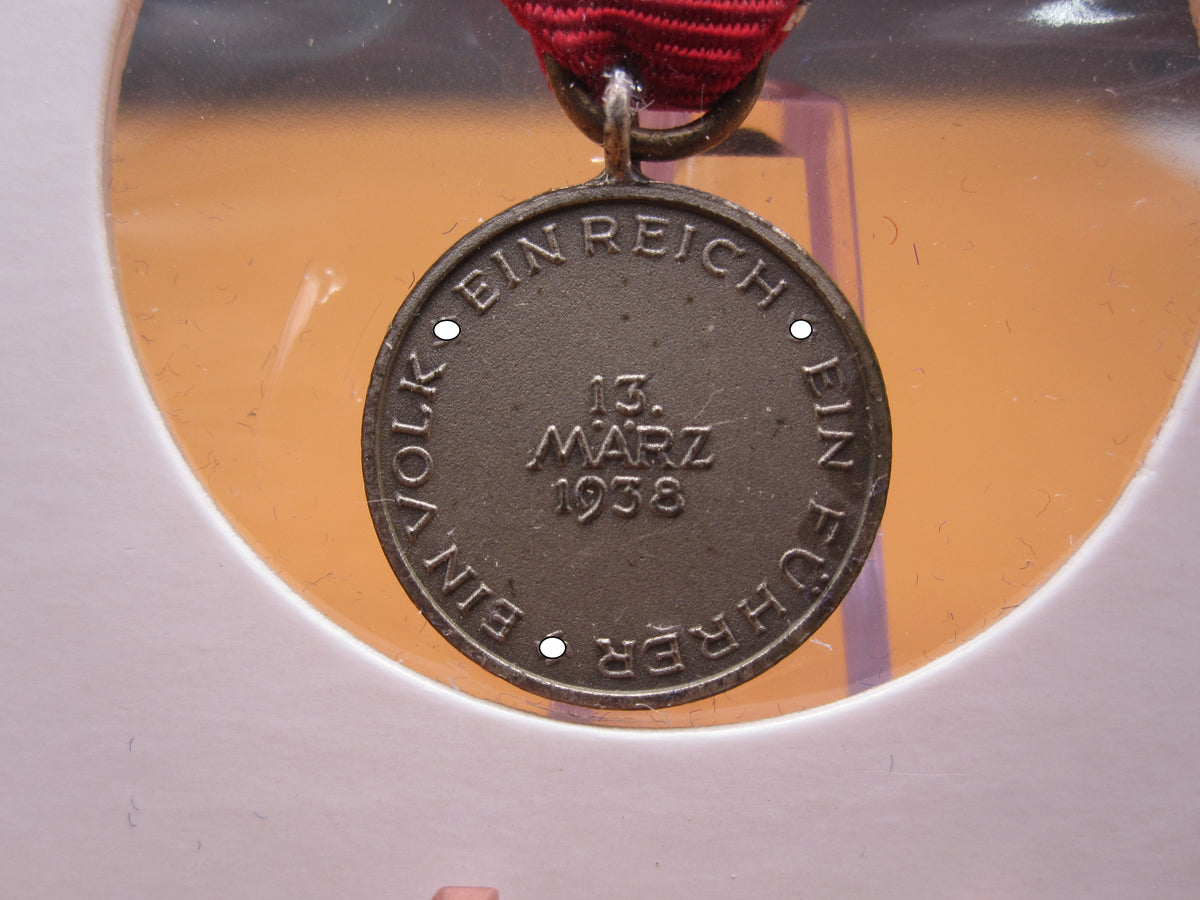 EIN VOLK · EIN REICH · EIN FÜHRER ·
13.
MÄRZ
1938